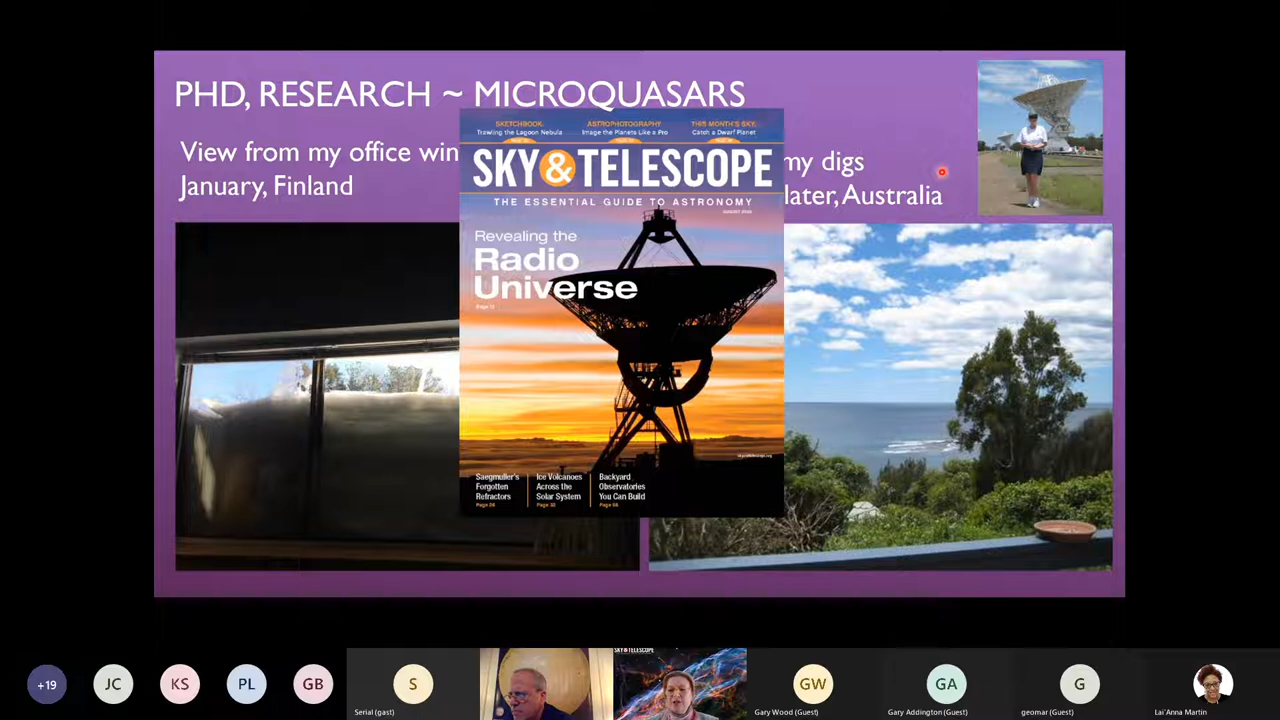 PHD, RESEARCH ~ MICROQUASARS
View from my office win
January, Finland
my digs
later, Australia
SKETCHBOOK:
Trawling the Lagoon Nebula
ASTROPHOTOGRAPHY
Image the Planets Like a Pro
THIS MONTH'S SKY:
Catch a Dwarf Planet
SKY & TELESCOPE
THE ESSENTIAL GUIDE TO ASTRONOMY
Revealing the
Radio
Universe
Saegmuller's
Forgotten
Refractors
Ice Volcanoes
Across the
Solar System
Backyard
Observatories
You Can Build
+19
JC
KS
PL
GB
S
Serial (gast)
SKY & TELESCOPE
GW
Gary Wood (Guest)
GA
Gary Addington (Guest)
G
geomar (Guest)
Lai'Anna Martin